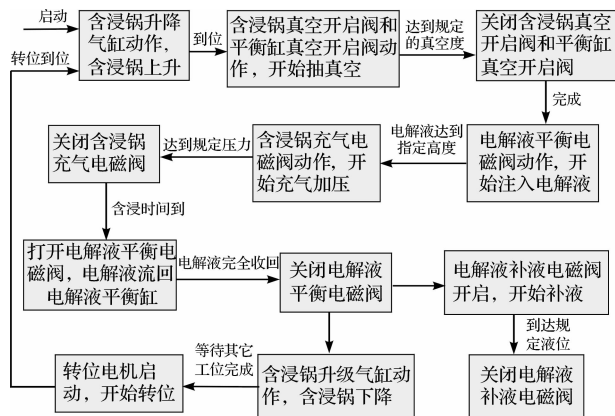 启动
含浸锅升降
气缸动作，
含浸锅上升
到位
含浸锅真空开启阀和
平衡缸真空开启阀动
作，开始抽真空
达到规定
的真空度
关闭含浸锅真空
开启阀和平衡缸
真空开启阀
转位到位
完成
关闭含浸锅
充气电磁阀
达到规定压力
含浸锅充气电
磁阀动作，开
始充气加压
电解液达到
指定高度
电解液平衡电
磁阀动作，开
始注入电解液
含浸时间到
打开电解液平衡电
磁阀，电解液流回
电解液平衡缸
电解液完全收回
关闭电解液
平衡电磁阀
电解液补液电磁阀
开启，开始补液
到达规
定液位
转位电机启
动，开始转位
等待其它
工位完成
含浸锅升级气缸动
作，含浸锅下降
关闭电解液
补液电磁阀